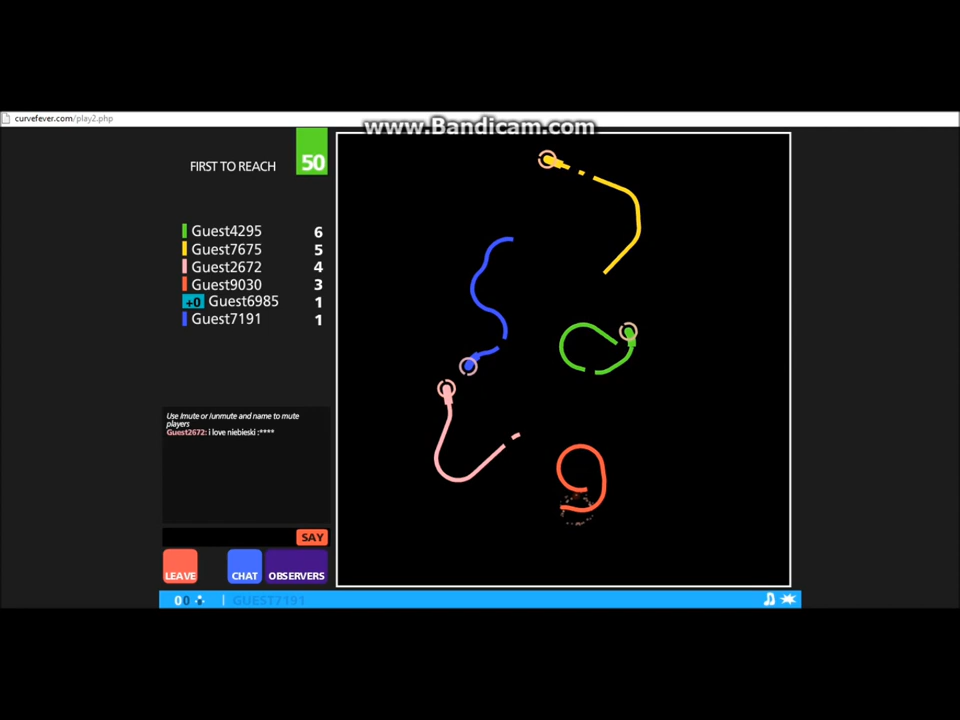 curvefever.com/play2.php
www.Bandicam.com
FIRST TO REACH 50
Guest4295 6
Guest7675 5
Guest2672 4
Guest9030 3
+0 Guest6985 1
Guest7191 1
Use /mute or /unmute and name to mute
players
Guest2672: i love niebieski :****
SAY
LEAVE CHAT OBSERVERS
00 | GUEST7191